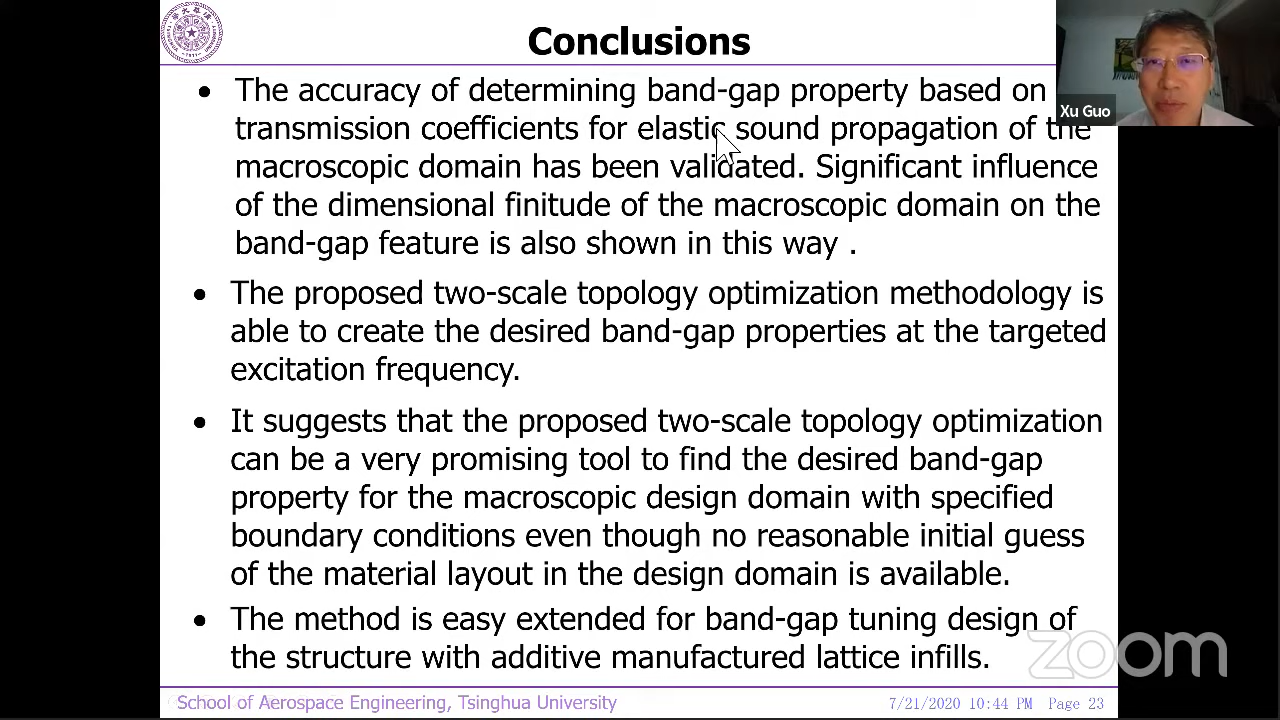 Conclusions
• The accuracy of determining band-gap property based on
transmission coefficients for elastic sound propagation of the
macroscopic domain has been validated. Significant influence
of the dimensional finitude of the macroscopic domain on the
band-gap feature is also shown in this way .
• The proposed two-scale topology optimization methodology is
able to create the desired band-gap properties at the targeted
excitation frequency.
• It suggests that the proposed two-scale topology optimization
can be a very promising tool to find the desired band-gap
property for the macroscopic design domain with specified
boundary conditions even though no reasonable initial guess
of the material layout in the design domain is available.
• The method is easy extended for band-gap tuning design of
the structure with additive manufactured lattice infills.
School of Aerospace Engineering, Tsinghua University
7/21/2020 10:44 PM Page 23
Xu Guo
zoom